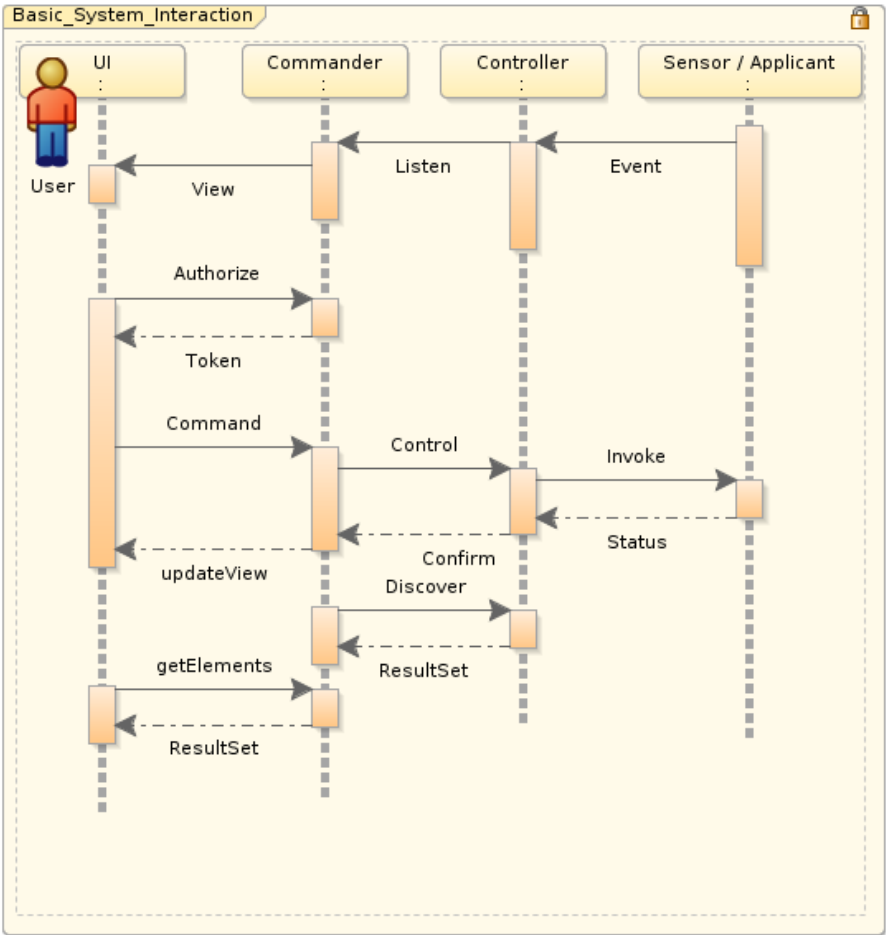 Basic_System_Interaction
UI
:
Commander
:
Controller
:
Sensor / Applicant
:
User
Event
Listen
View
Authorize
Token
Command
Control
Invoke
Status
Confirm
updateView
Discover
ResultSet
getElements
ResultSet